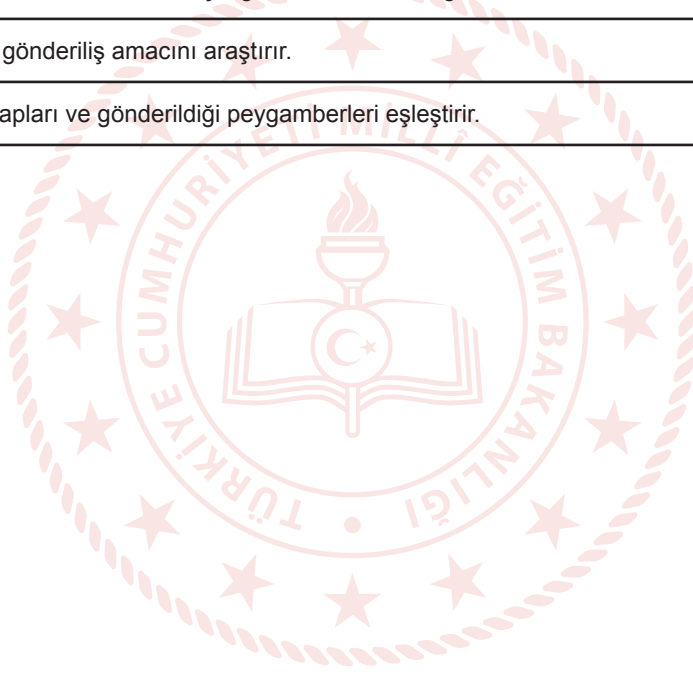 gönderiliş amacını araştırır.
apları ve gönderildiği peygamberleri eşleştirir.
TÜRKİYE CUMHURİYETİ MİLLÎ EĞİTİM BAKANLIĞI